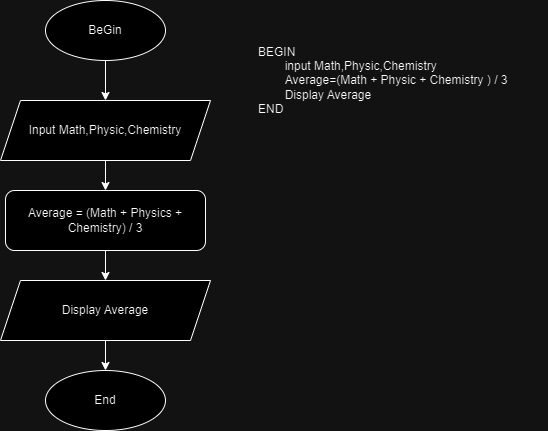 BeGin
Input Math,Physic,Chemistry
Average = (Math + Physics +
Chemistry) / 3
Display Average
End
BEGIN
input Math,Physic,Chemistry
Average=(Math + Physic + Chemistry ) / 3
Display Average
END